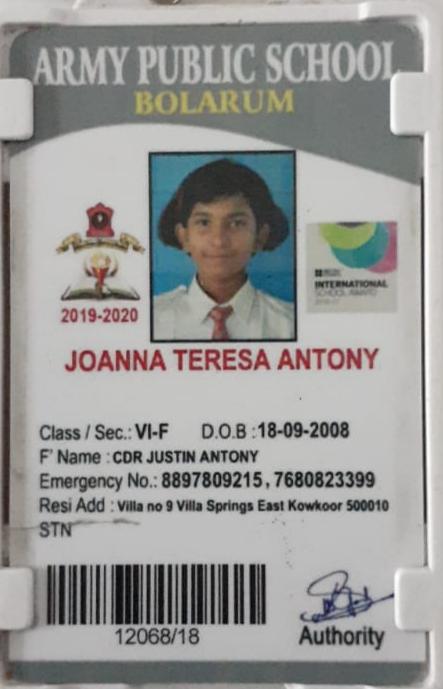 ARMY PUBLIC SCHOOL
BOLARUM
INTERNATIONAL
SCHOOL AWARD
2019-2020
JOANNA TERESA ANTONY
Class / Sec.: VI-F D.O.B : 18-09-2008
F' Name : CDR JUSTIN ANTONY
Emergency No.: 8897809215, 7680823399
Resi Add : Villa no 9 Villa Springs East Kowkoor 500010
STN
12068/18
Authority